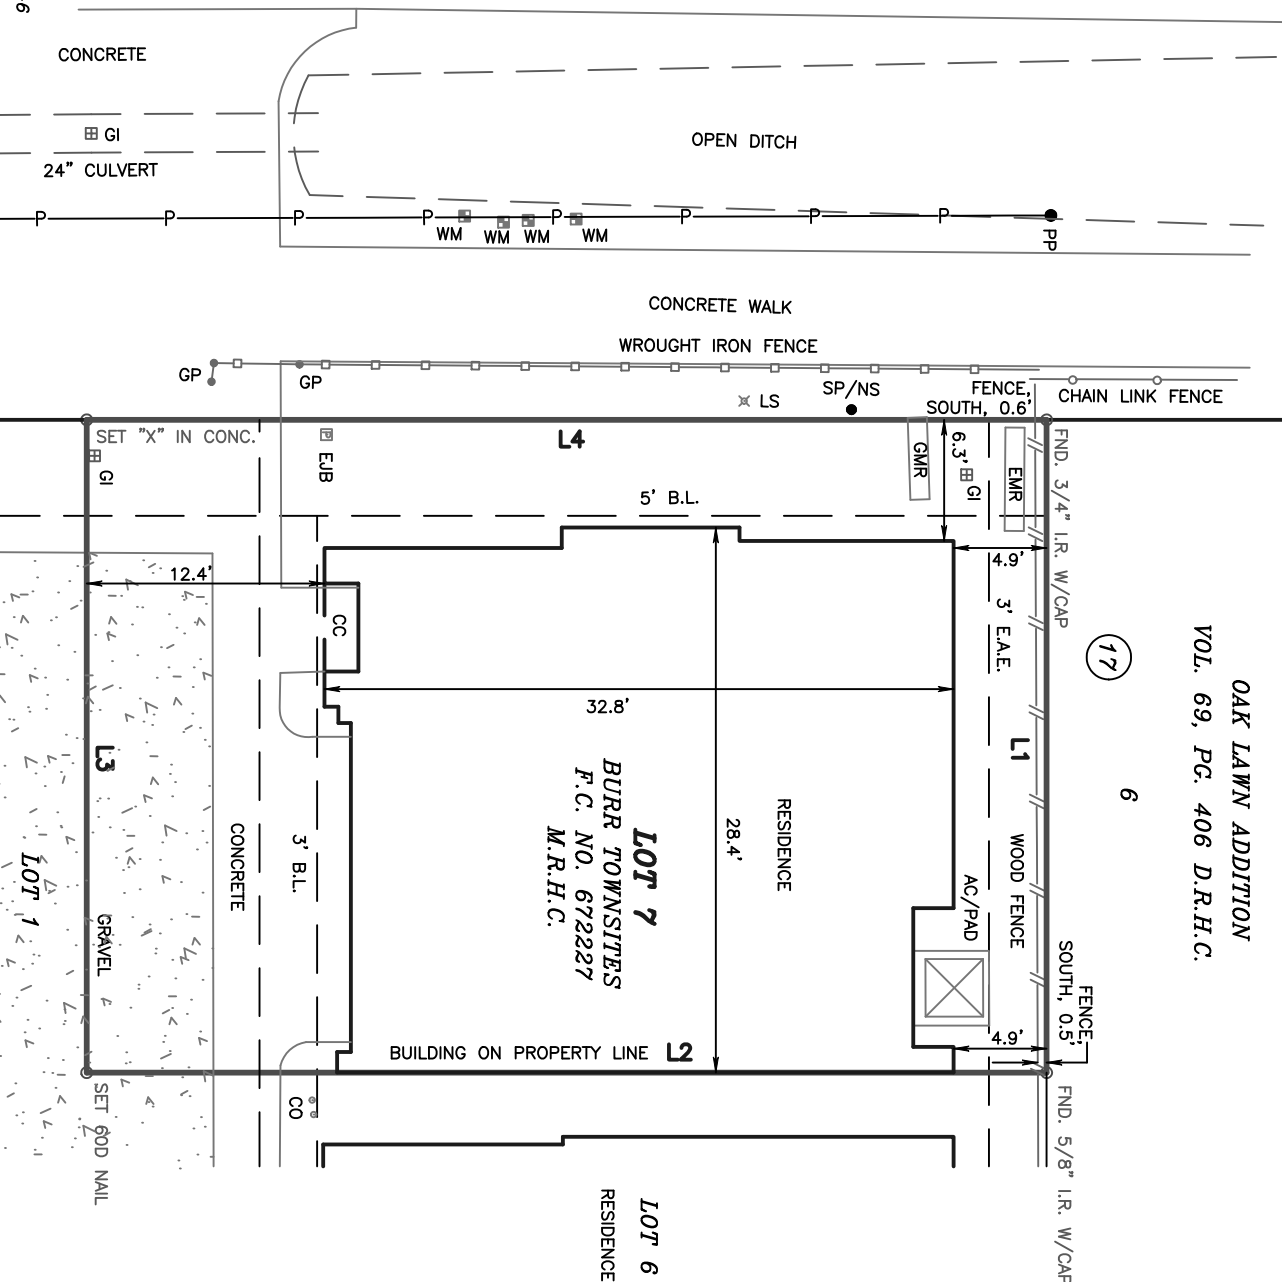 CONCRETE
GI
24" CULVERT
OPEN DITCH
P
P
P
P
P
P
P
P
WM
WM
WM
WM
PP
CONCRETE WALK
WROUGHT IRON FENCE
GP
GP
LS
SP/NS
FENCE,
SOUTH, 0.6'
CHAIN LINK FENCE
SET "X" IN CONC.
L4
P
EJB
GI
GMR
6.3'
GI
EMR
FND. 3/4" I.R. W/CAP
5' B.L.
12.4'
4.9'
CC
3' E.A.E.
32.8'
17
OAK LAWN ADDITION
VOL. 69, PG. 406 D.R.H.C.
6
L3
L1
LOT 7
BURR TOWNSITES
F.C. NO. 672227
M.R.H.C.
28.4'
RESIDENCE
WOOD FENCE
AC/PAD
CONCRETE
3' B.L.
LOT 1
GRAVEL
FENCE,
SOUTH, 0.5'
4.9'
BUILDING ON PROPERTY LINE
L2
SET 60D NAIL
CO
FND. 5/8" I.R. W/CAP
LOT 6
RESIDENCE